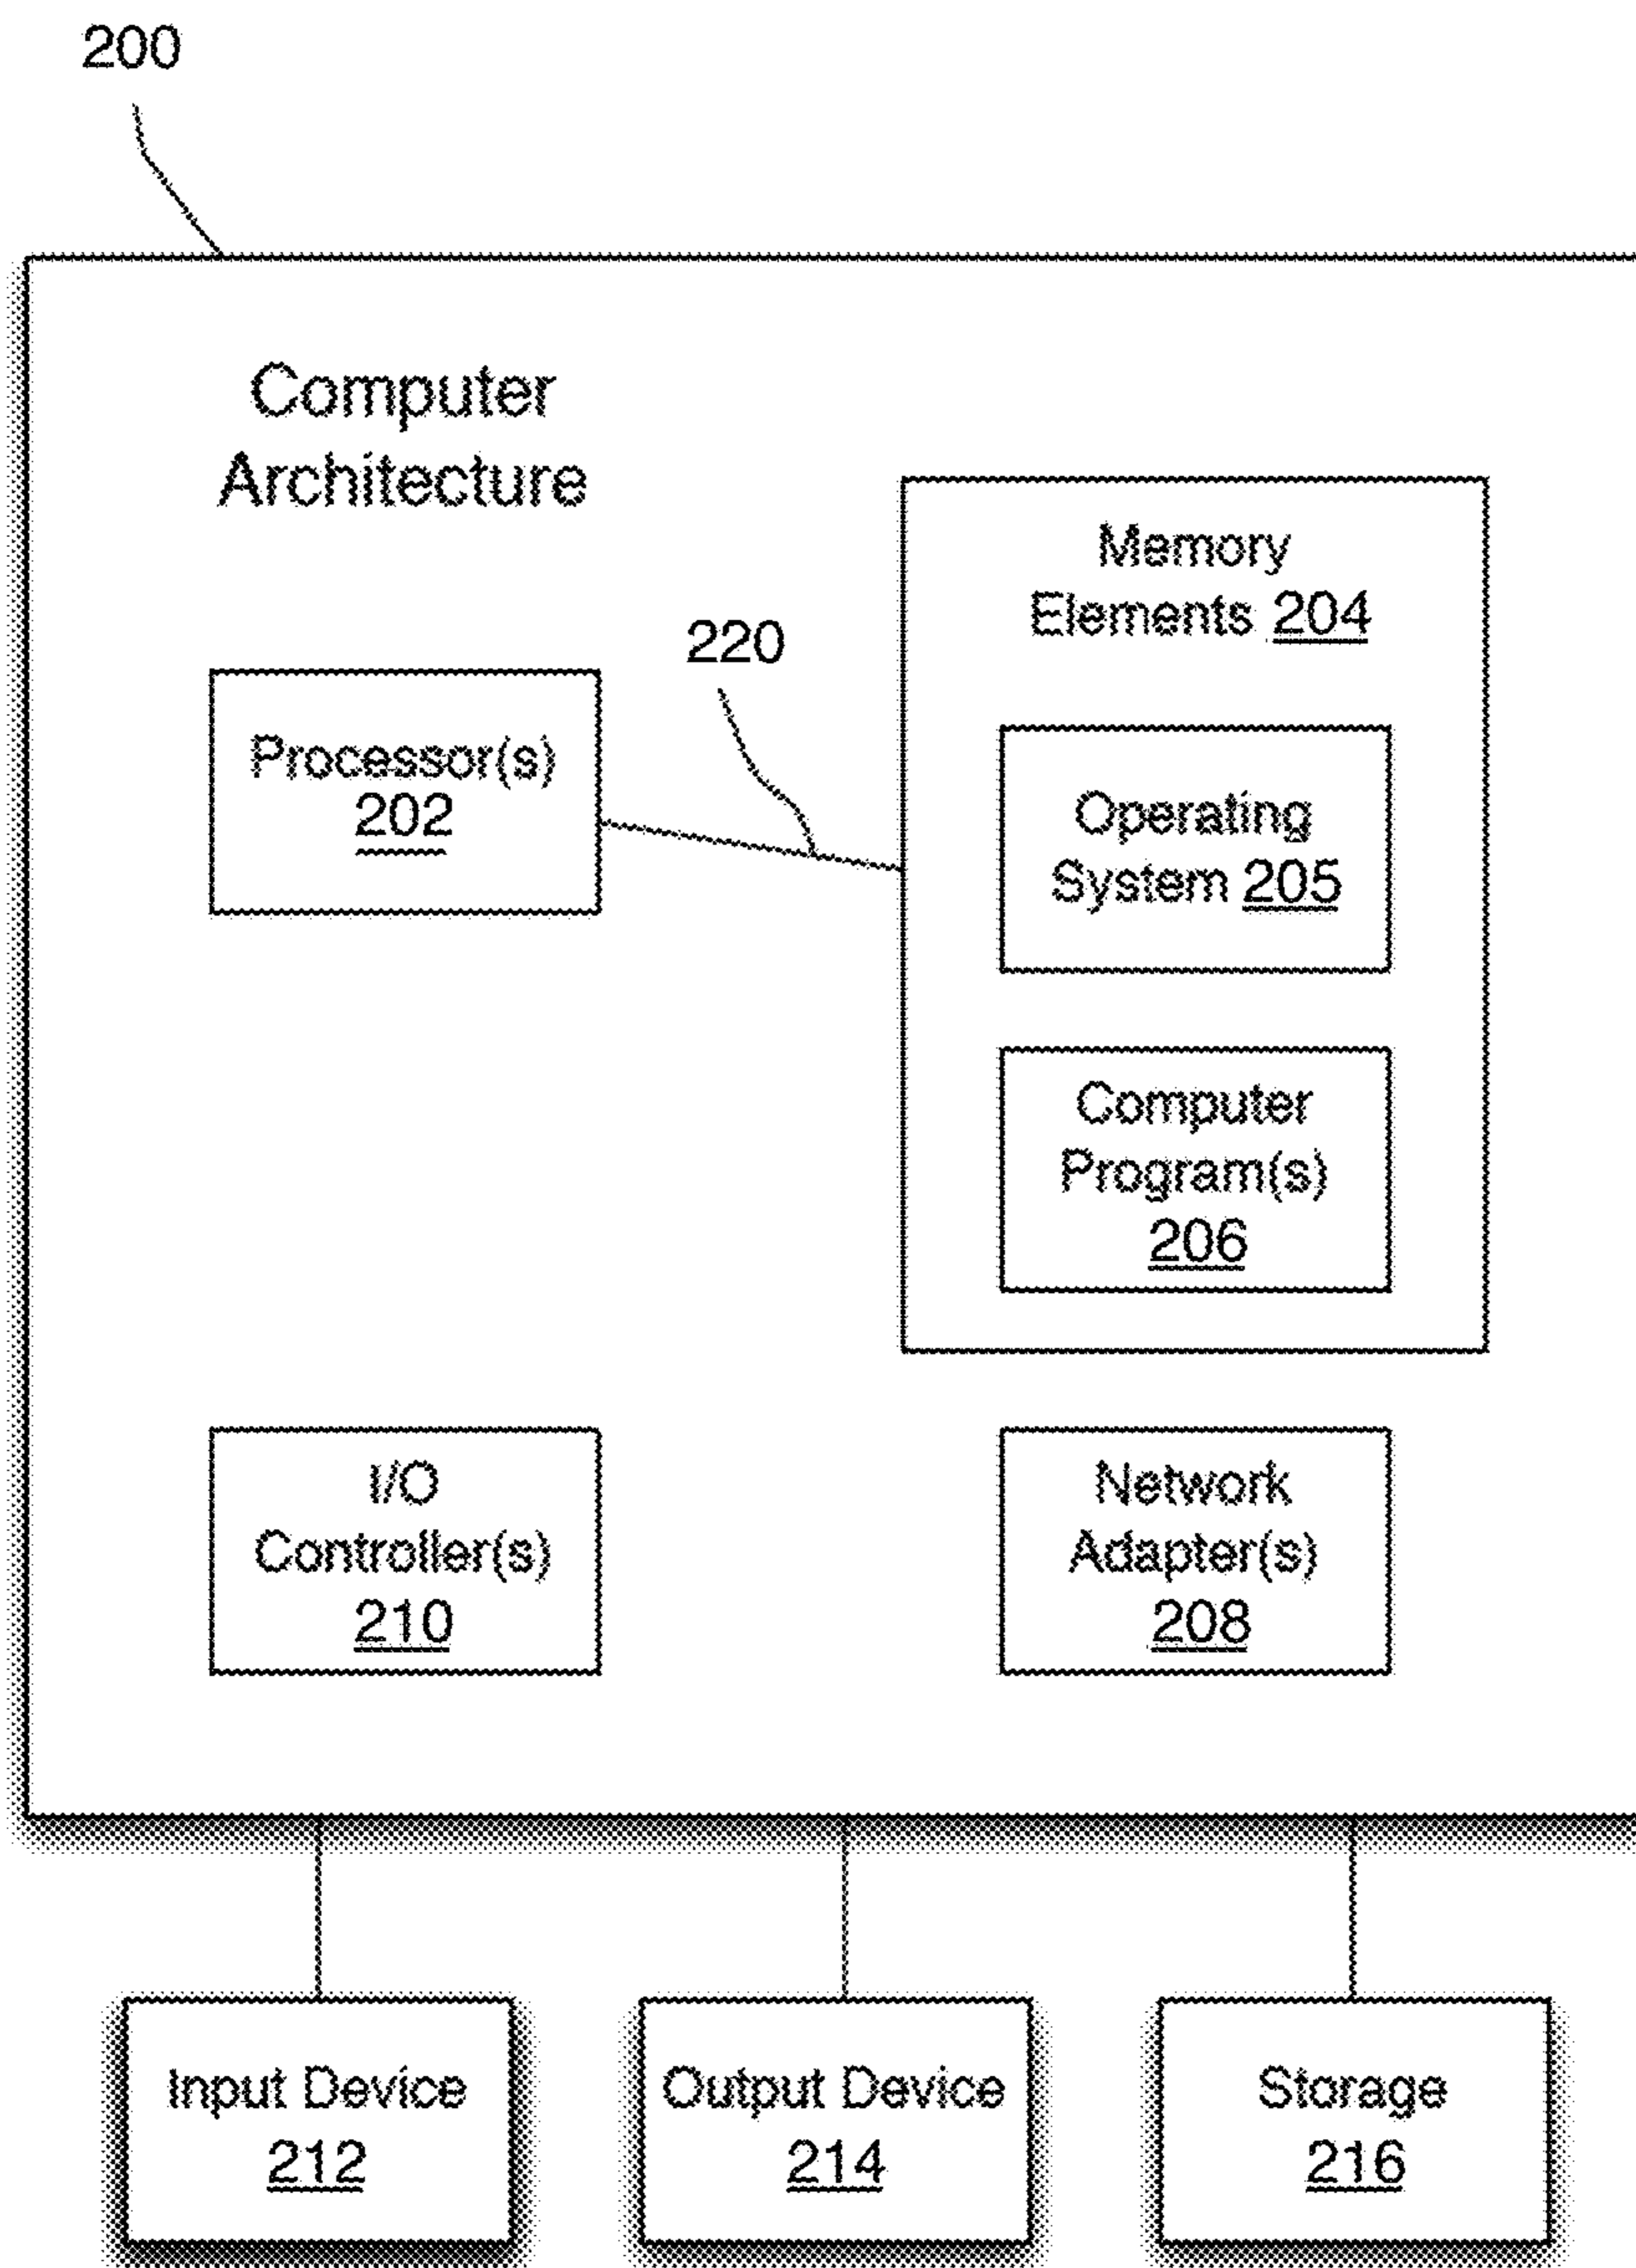 200
Computer
Architecture
Memory
Elements 204
220
Processor(s)
202
Operating
System 205
Computer
Program(s)
206
I/O
Controller(s)
210
Network
Adapter(s)
208
Input Device
212
Output Device
214
Storage
216